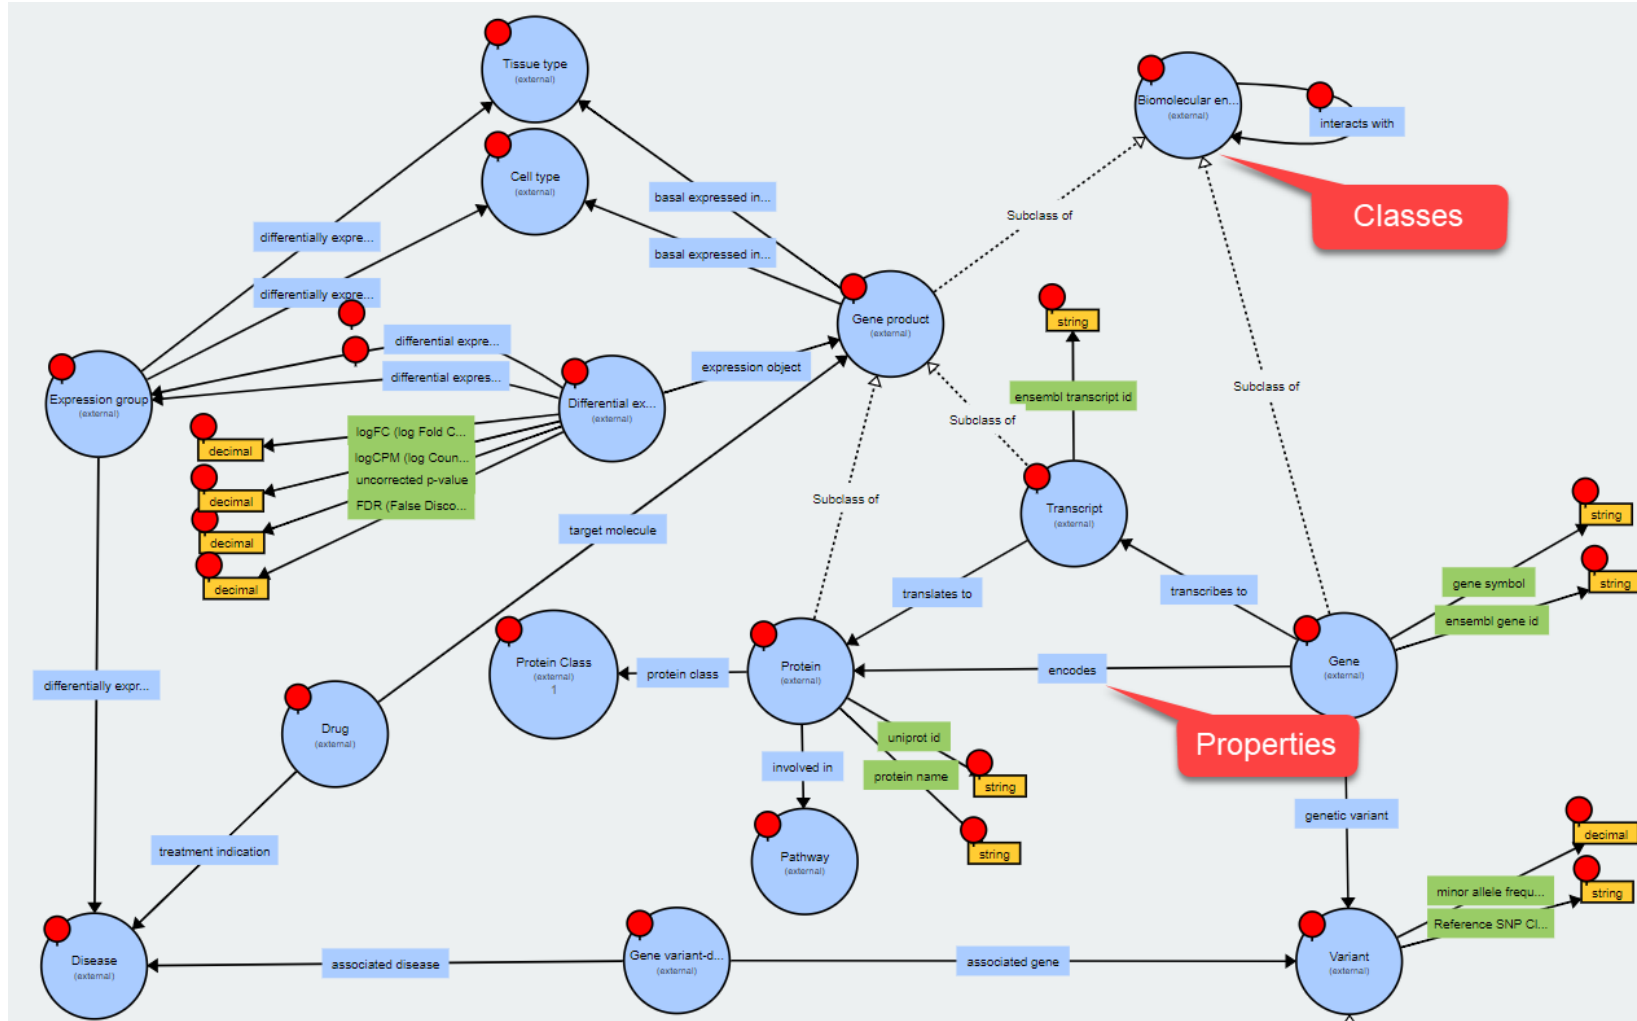 Tissue type
(external)
Biomolecular en...
(external)
interacts with
Cell type
(external)
basal expressed in...
Subclass of
Classes
differentially expre...
basal expressed in...
differentially expre...
Gene product
(external)
string
differential expre...
expression object
differential expres...
Subclass of
Expression group
(external)
Differential ex...
(external)
ensembl transcript id
Subclass of
logFC (log Fold C...
decimal
logCPM (log Coun...
uncorrected p-value
decimal
FDR (False Disco...
Subclass of
Transcript
(external)
string
target molecule
decimal
decimal
translates to
transcribes to
gene symbol
string
ensembl gene id
Protein Class
(external)
1
protein class
Protein
(external)
encodes
Gene
(external)
differentially expr...
Drug
(external)
uniprot id
Properties
involved in
protein name
string
genetic variant
decimal
treatment indication
Pathway
(external)
string
minor allele frequ...
string
Reference SNP Cl...
Disease
(external)
associated disease
Gene variant-d...
(external)
associated gene
Variant
(external)